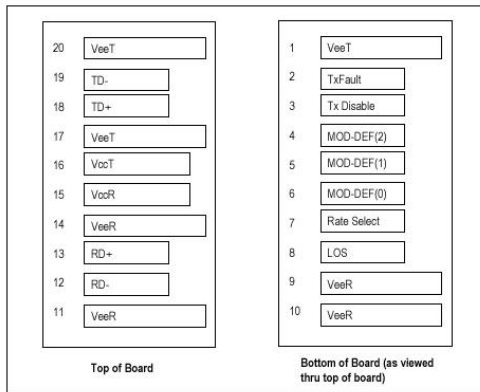 20 VeeT
19 TD-
18 TD+
17 VeeT
16 VccT
15 VccR
14 VeeR
13 RD+
12 RD-
11 VeeR
Top of Board
1 VeeT
2 TxFault
3 Tx Disable
4 MOD-DEF(2)
5 MOD-DEF(1)
6 MOD-DEF(0)
7 Rate Select
8 LOS
9 VeeR
10 VeeR
Bottom of Board (as viewed
thru top of board)